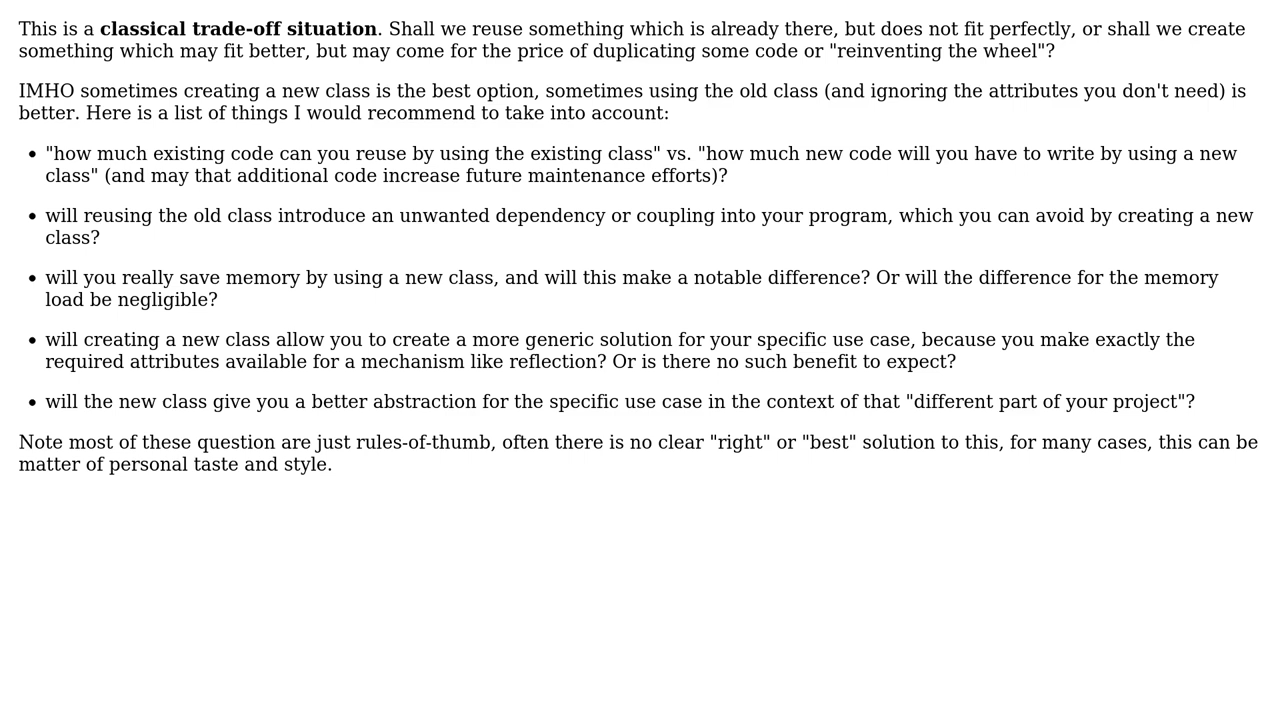 This is a classical trade-off situation. Shall we reuse something which is already there, but does not fit perfectly, or shall we create
something which may fit better, but may come for the price of duplicating some code or "reinventing the wheel"?
IMHO sometimes creating a new class is the best option, sometimes using the old class (and ignoring the attributes you don't need) is
better. Here is a list of things I would recommend to take into account:
• "how much existing code can you reuse by using the existing class" vs. "how much new code will you have to write by using a new
class" (and may that additional code increase future maintenance efforts)?
• will reusing the old class introduce an unwanted dependency or coupling into your program, which you can avoid by creating a new
class?
• will you really save memory by using a new class, and will this make a notable difference? Or will the difference for the memory
load be negligible?
• will creating a new class allow you to create a more generic solution for your specific use case, because you make exactly the
required attributes available for a mechanism like reflection? Or is there no such benefit to expect?
• will the new class give you a better abstraction for the specific use case in the context of that "different part of your project"?
Note most of these question are just rules-of-thumb, often there is no clear "right" or "best" solution to this, for many cases, this can be
matter of personal taste and style.